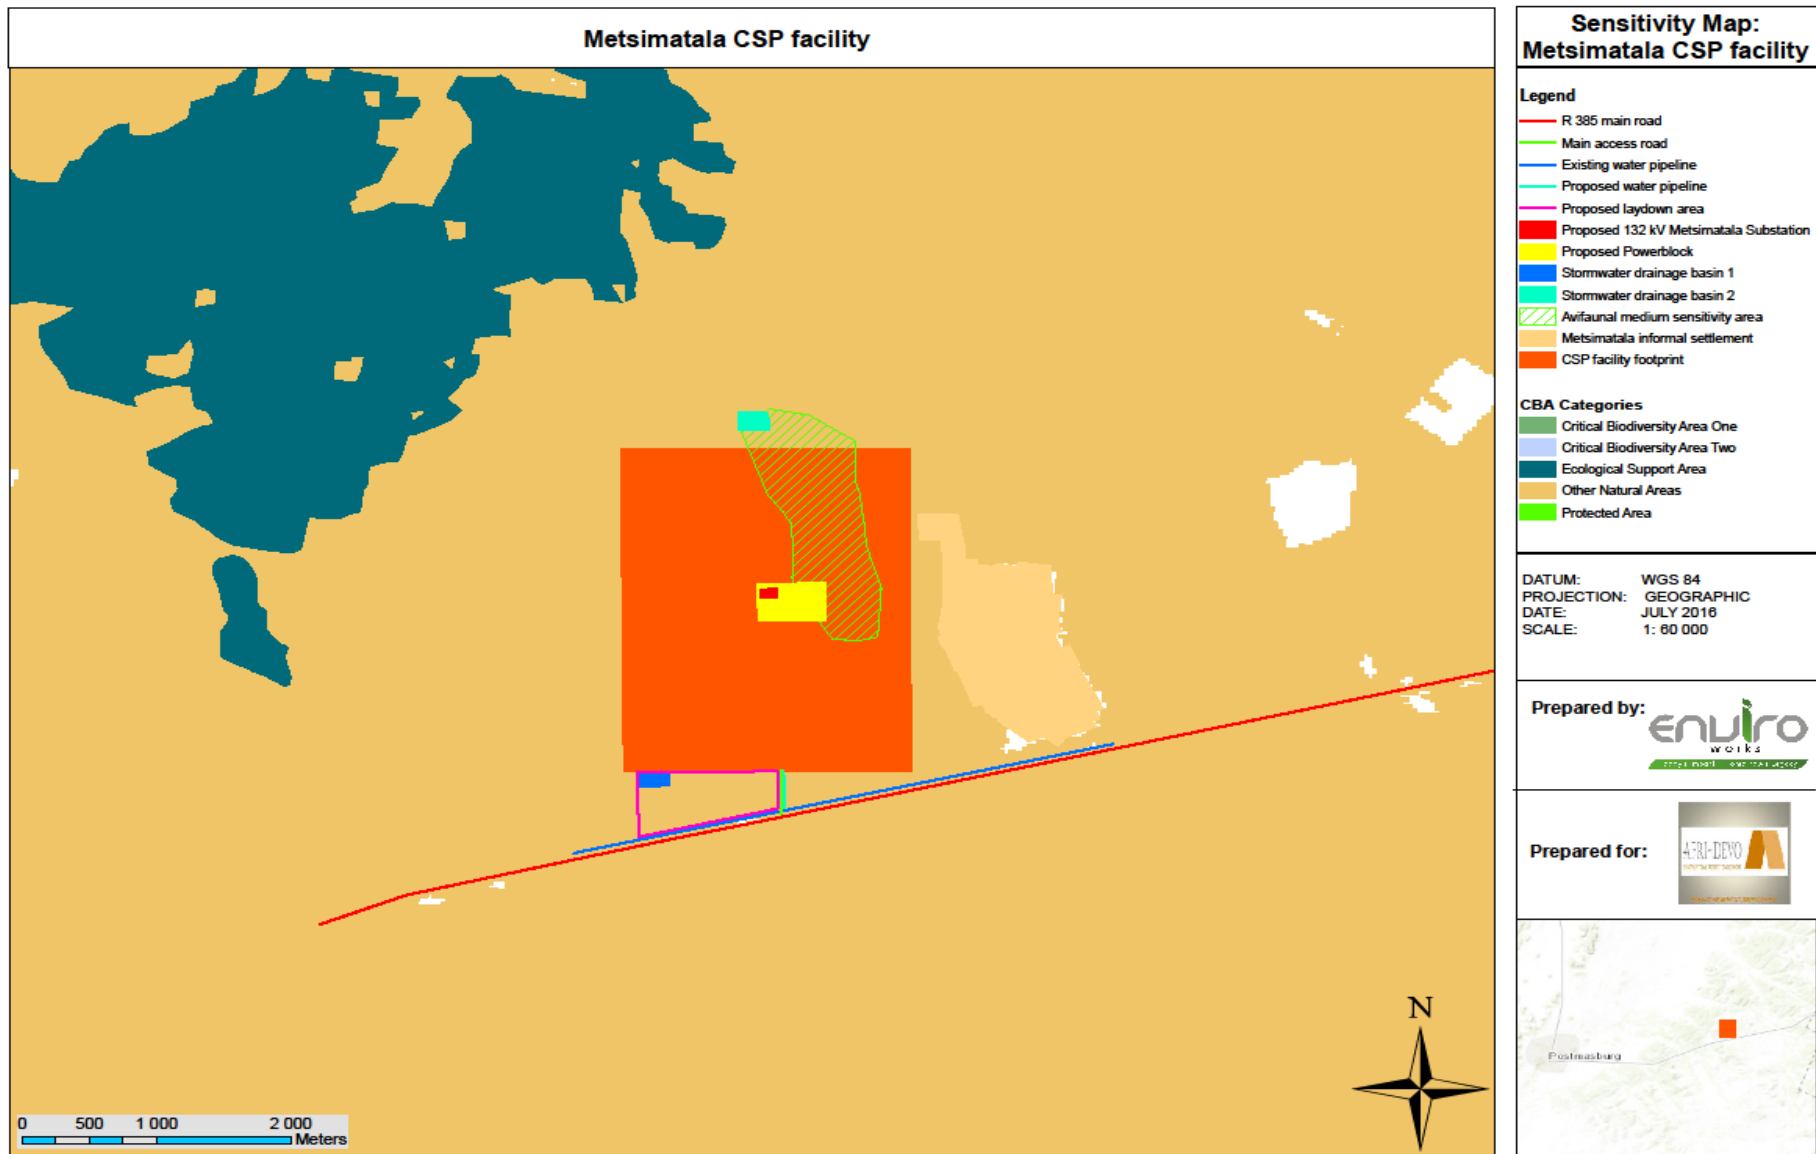 Metsimatala CSP facility
Sensitivity Map:
Metsimatala CSP facility
Legend
R 385 main road
Main access road
Existing water pipeline
Proposed water pipeline
Proposed laydown area
Proposed 132 kV Metsimatala Substation
Proposed Powerblock
Stormwater drainage basin 1
Stormwater drainage basin 2
Avifaunal medium sensitivity area
Metsimatala informal settlement
CSP facility footprint
CBA Categories
Critical Biodiversity Area One
Critical Biodiversity Area Two
Ecological Support Area
Other Natural Areas
Protected Area
DATUM: WGS 84
PROJECTION: GEOGRAPHIC
DATE: JULY 2016
SCALE: 1: 60 000
Prepared by:
enviro
works
Prepared for:
AFRI-DEVO
Postmasburg
N
0 500 1 000 2 000
Meters